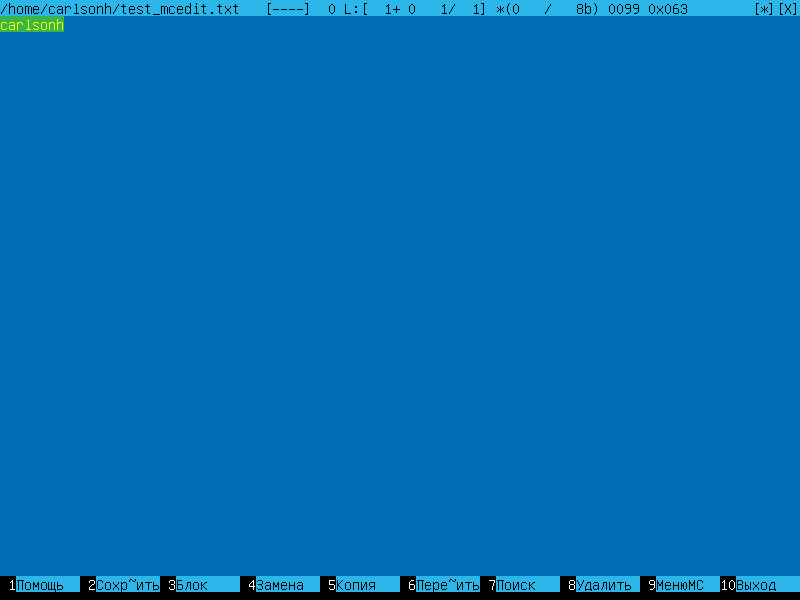 /home/carlsonh/test_mcedit.txt   [----]  0 L:[  1+ 0   1/  1] *(0   /   8b) 0099 0x063        [*][X]
carlsonh
1Помощь  2Сохр~ить 3Блок    4Замена  5Копия   6Пере~ить 7Поиск   8Удалить 9МенюMC 10Выход